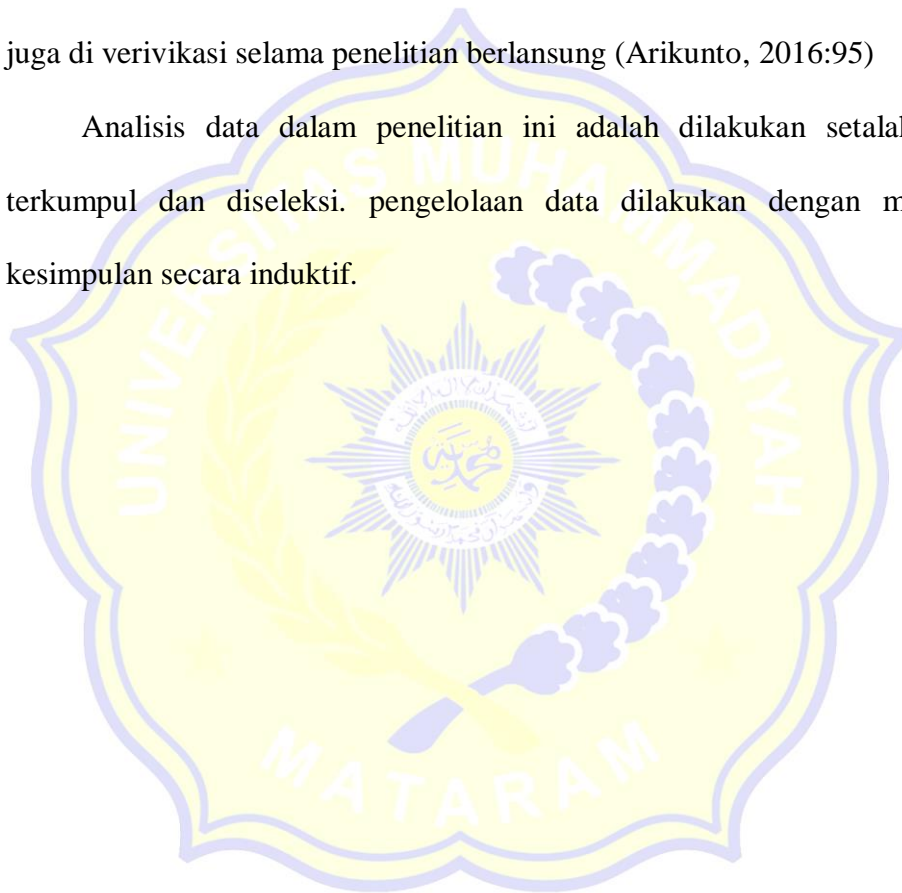 juga di verivikasi selama penelitian berlansung (Arikunto, 2016:95)
Analisis data dalam penelitian ini adalah dilakukan setalal
terkumpul dan diseleksi. pengelolaan data dilakukan dengan m
kesimpulan secara induktif.
UNIVERSITAS MUHAMMADIYAH
MATARAM